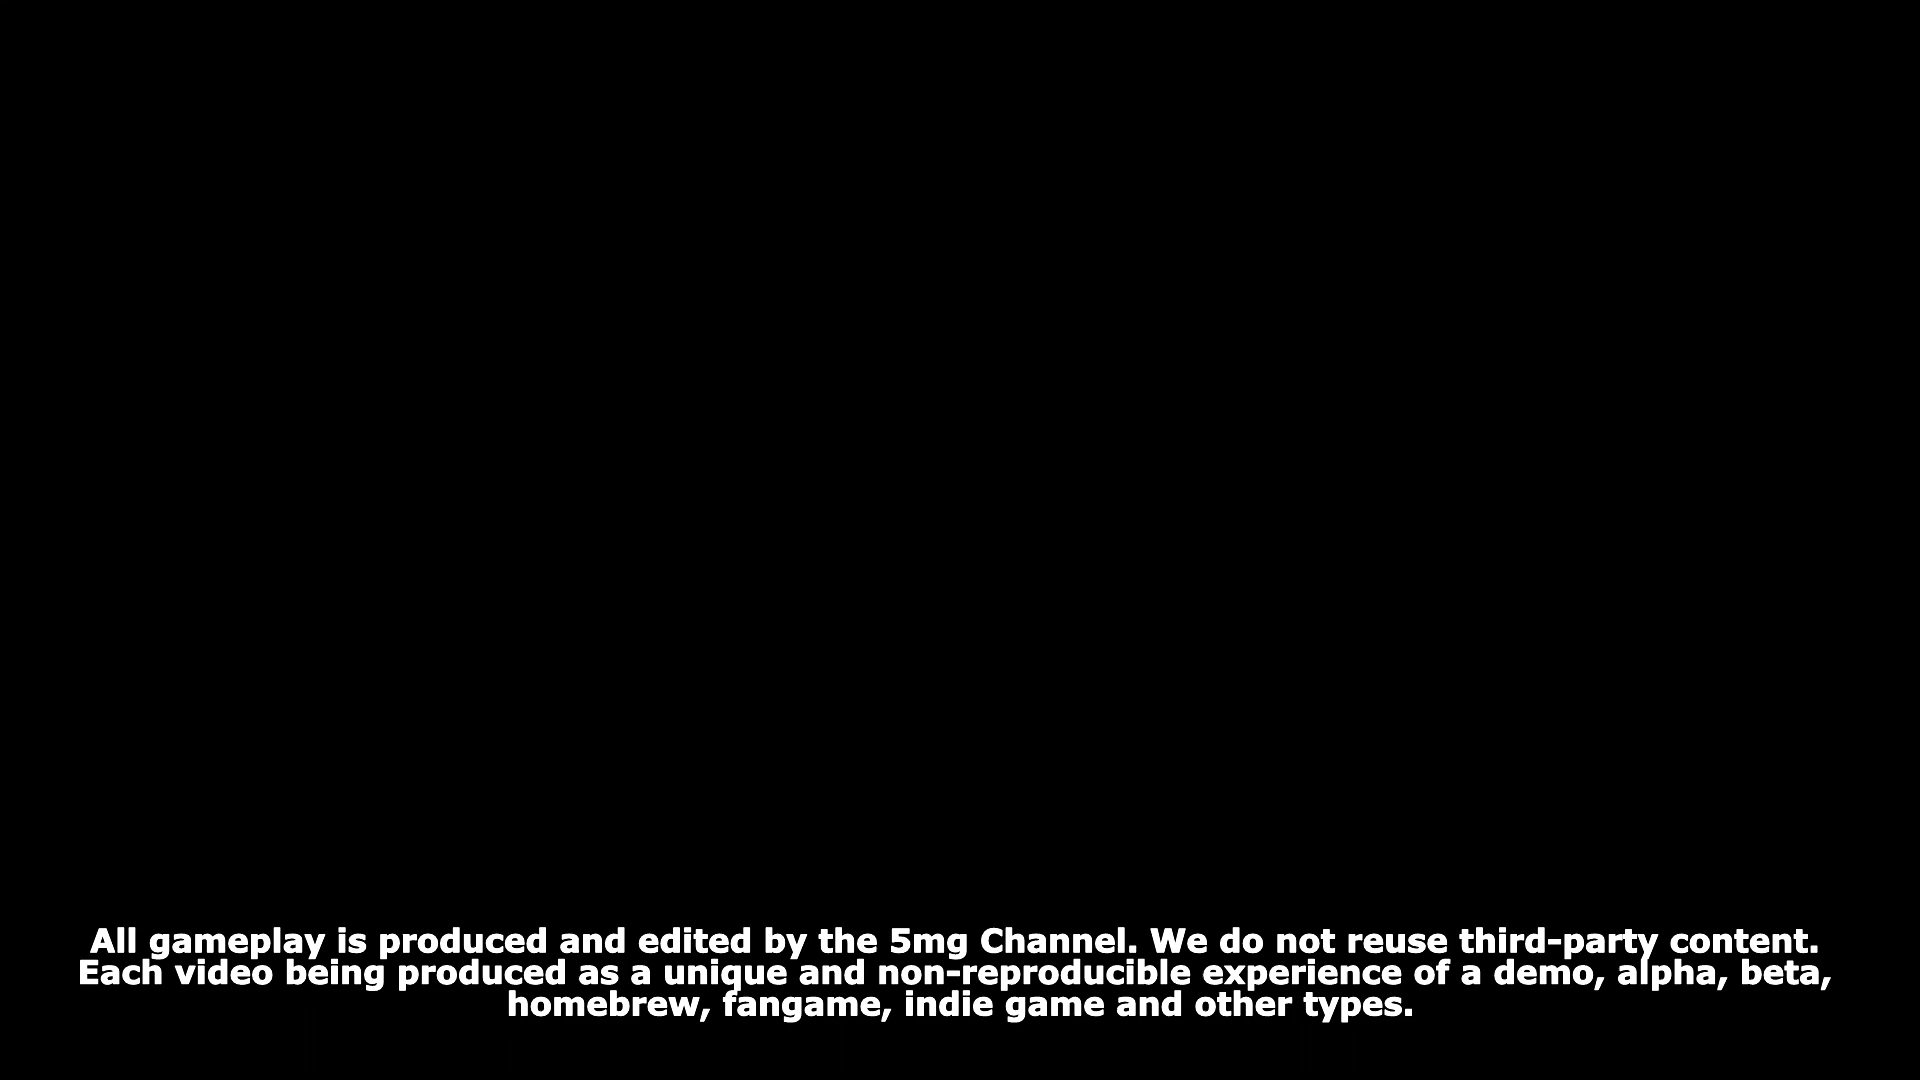 All gameplay is produced and edited by the 5mg Channel. We do not reuse third-party content.
Each video being produced as a unique and non-reproducible experience of a demo, alpha, beta,
homebrew, fangame, indie game and other types.